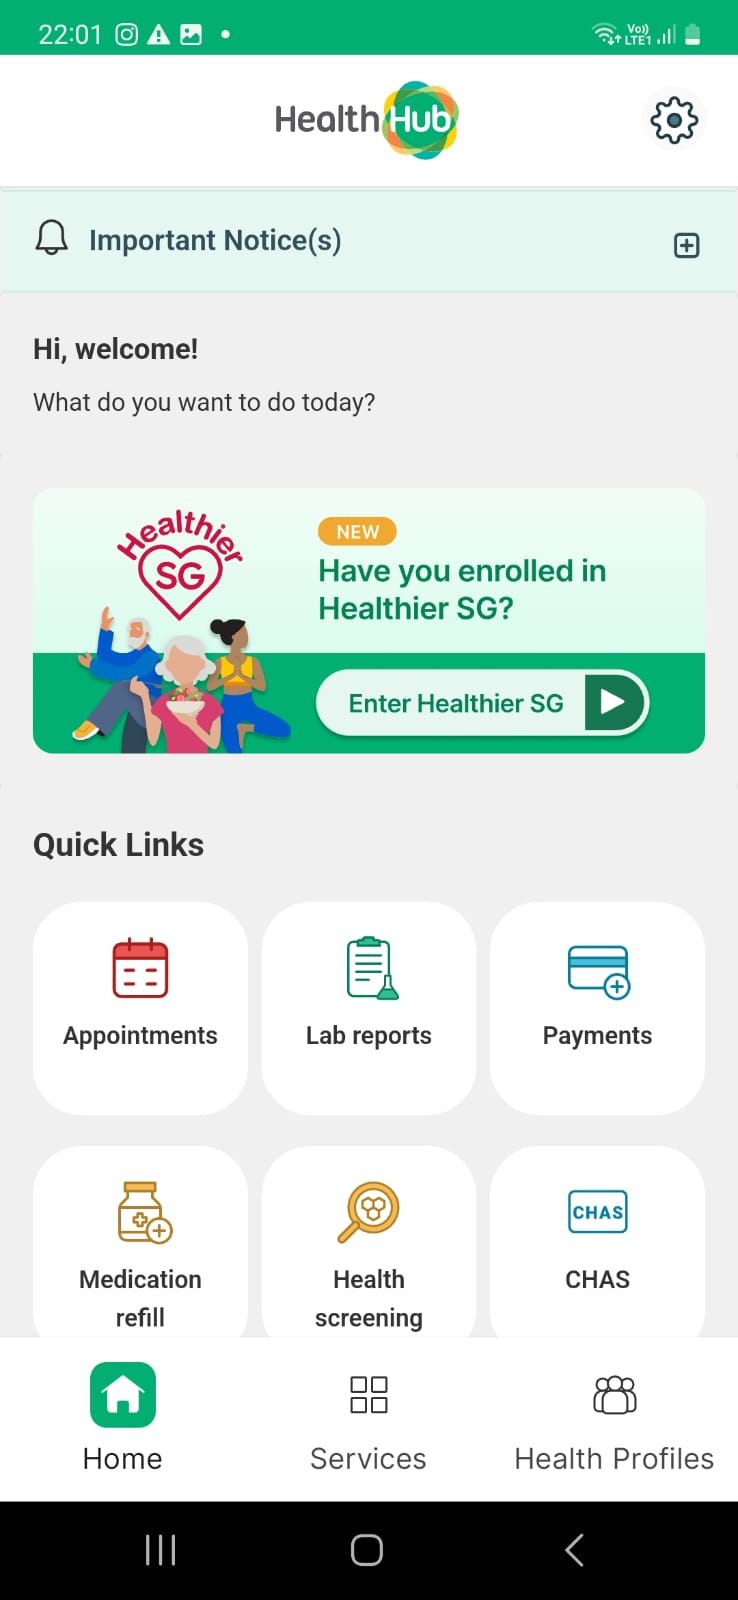 22:01
Vo))
LTE1
HealthHub
Important Notice(s)
Hi, welcome!
What do you want to do today?
Healthier
SG
NEW
Have you enrolled in
Healthier SG?
Enter Healthier SG
Quick Links
Appointments
Lab reports
Payments
Medication
refill
Health
screening
CHAS
CHAS
Home
Services
Health Profiles